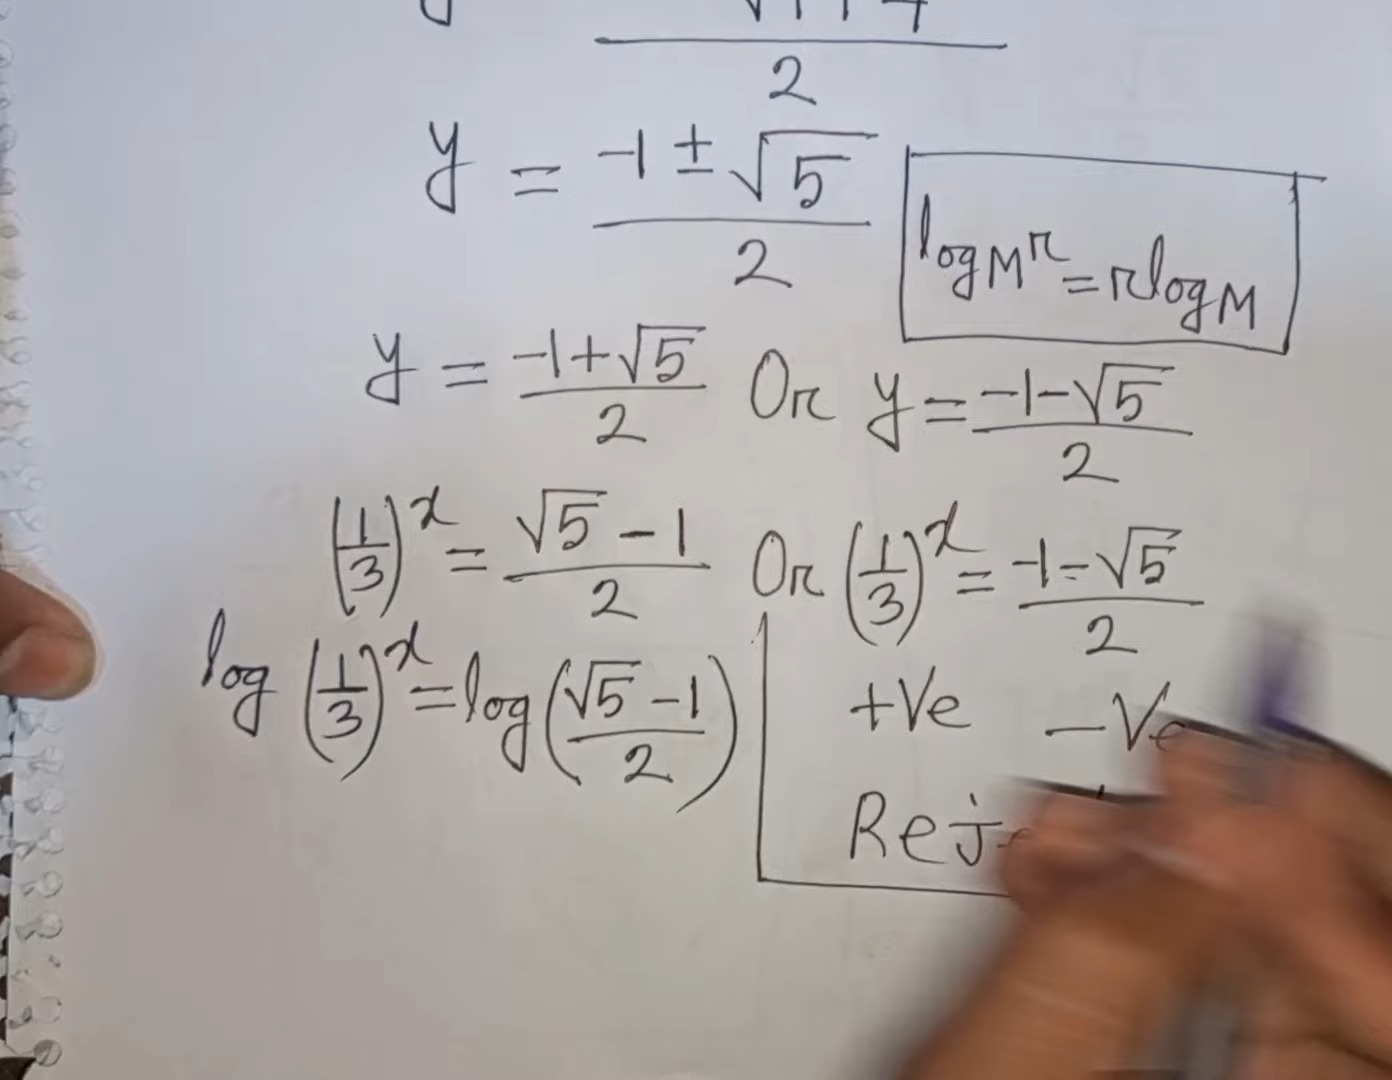 2
y = (-1 ± √5)/2
log M^r = r log M
y = (-1+√5)/2 Or y = (-1-√5)/2
(1/3)^x = (√5 - 1)/2 Or (1/3)^x = (-1-√5)/2
log (1/3)^x = log ((√5 - 1)/2)
+Ve -Ve